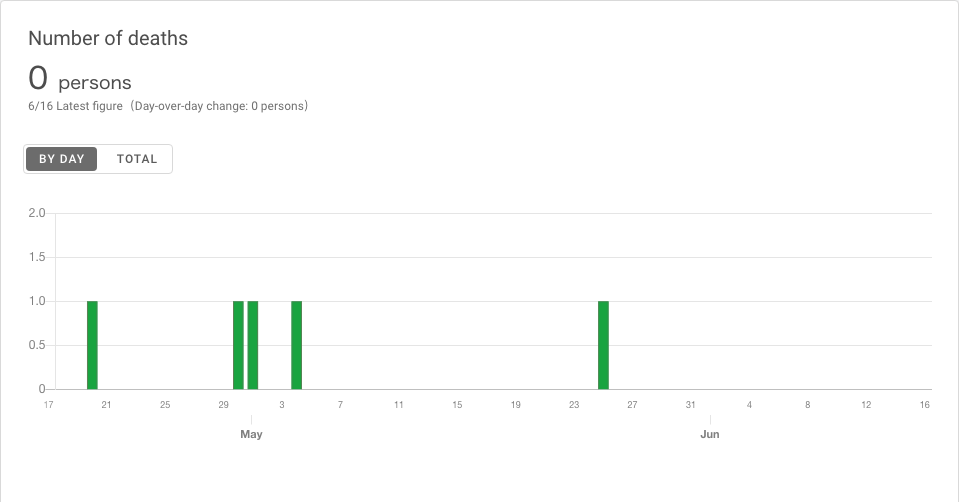 Number of deaths
0 persons
6/16 Latest figure（Day-over-day change: 0 persons）
BY DAY TOTAL
2.0
1.5
1.0
0.5
0
17 21 25 29 3 7 11 15 19 23 27 31 4 8 12 16
May Jun